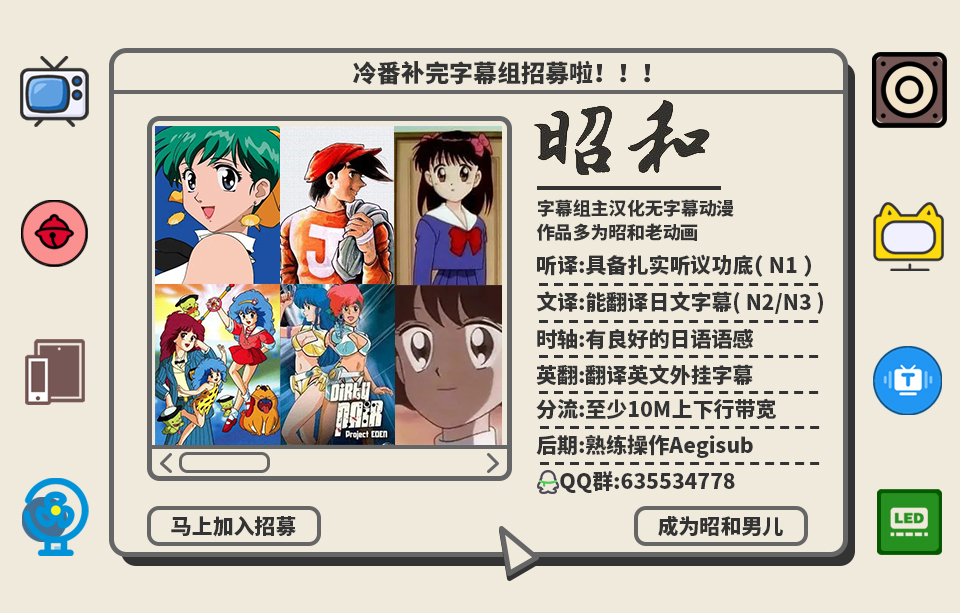 冷番补完字幕组招募啦！！！
昭和
字幕组主汉化无字幕动漫
作品多为昭和老动画
听译:具备扎实听议功底( N1 )
文译:能翻译日文字幕( N2/N3 )
时轴:有良好的日语语感
英翻:翻译英文外挂字幕
分流:至少10M上下行带宽
后期:熟练操作Aegisub
QQ群:635534778
J
DIRTY
PAIR
Project EDEN
马上加入招募
成为昭和男儿
T
LED